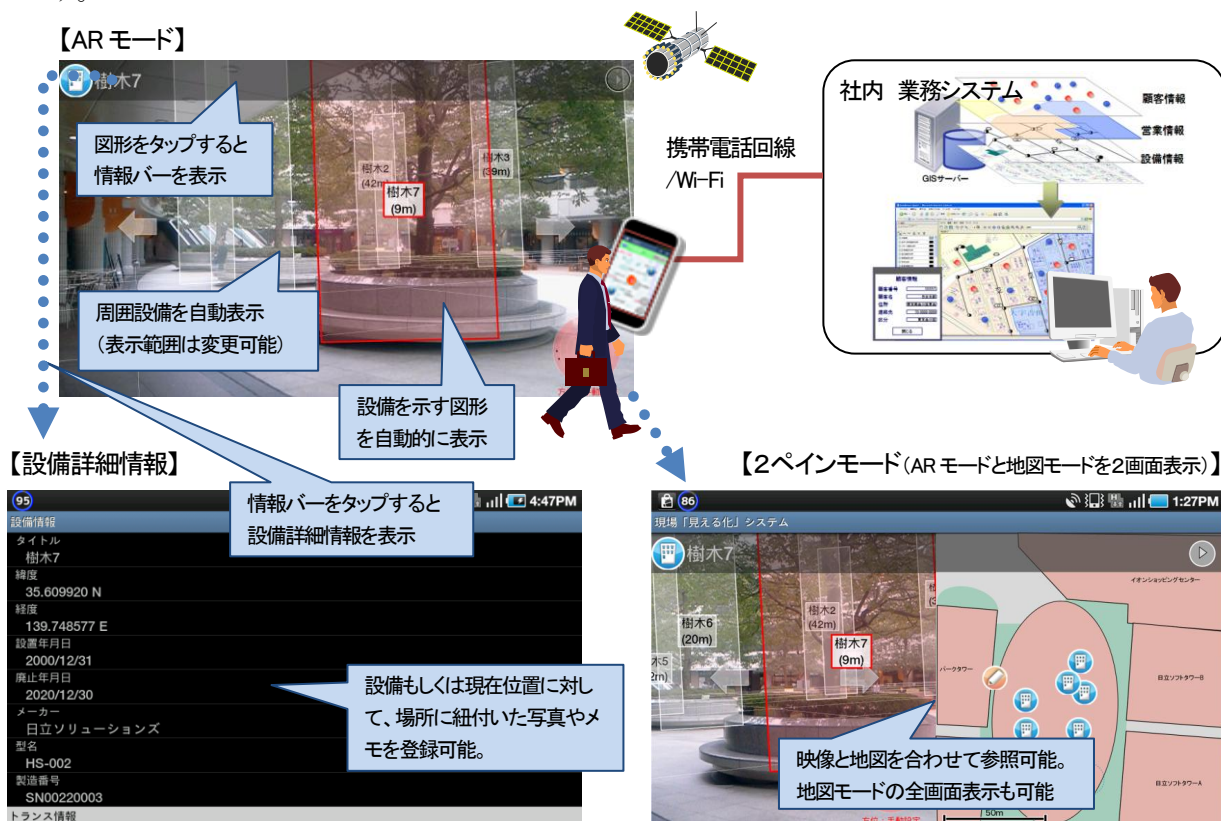 【AR モード】
樹木7
図形をタップすると
情報バーを表示
樹木2
樹木3
(39m)
樹木7
(9m)
周囲設備を自動表示
（表示範囲は変更可能）
設備を示す図形
を自動的に表示
携帯電話回線
/Wi-Fi
社内 業務システム
顧客情報
営業情報
設備情報
GISサーバー
顧客情報
【設備詳細情報】
情報バーをタップすると
設備詳細情報を表示
95
4:47PM
設備情報
タイトル
樹木7
緯度
35.609920 N
経度
139.748577 E
設置年月日
2000/12/31
廃止年月日
2020/12/30
メーカー
日立ソリューションズ
型名
HS-002
製造番号
SN00220003
トランス情報
設備もしくは現在位置に対し
て、場所に紐付いた写真やメ
モを登録可能。
【２ペインモード（AR モードと地図モードを２画面表示）】
86
1:27PM
現場「見える化」システム
樹木7
樹木6
(20m)
樹木2
(42m)
樹木7
(9m)
イオンショッピングセンター
パークタワー
日立ソフトタワーB
日立ソフトタワーA
映像と地図を合わせて参照可能。
地図モードの全画面表示も可能
50m